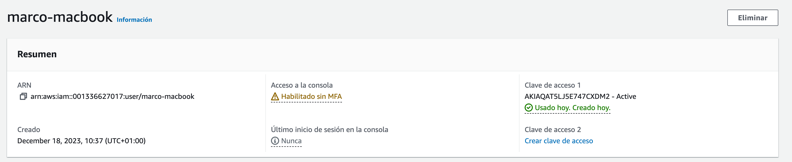 marco-macbook Información
Eliminar
Resumen
ARN
arn:aws:iam::001336627017:user/marco-macbook
Acceso a la consola
Habilitado sin MFA
Clave de acceso 1
AKIAQATSLJ5E747CXDM2 - Active
Usado hoy. Creado hoy.
Creado
December 18, 2023, 10:37 (UTC+01:00)
Último inicio de sesión en la consola
Nunca
Clave de acceso 2
Crear clave de acceso